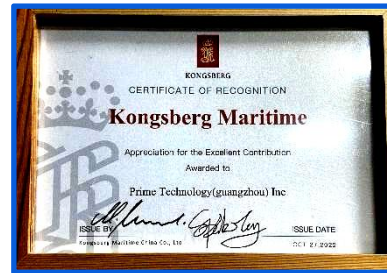 KONGSBERG
CERTIFICATE OF RECOGNITION
Kongsberg Maritime
Appreciation for the Excellent Contribution
Awarded to
Prime Technology(guangzhou) Inc
ISSUE BY
ISSUE DATE
Kongsberg Maritime China Co., Ltd
OCT 27.2022